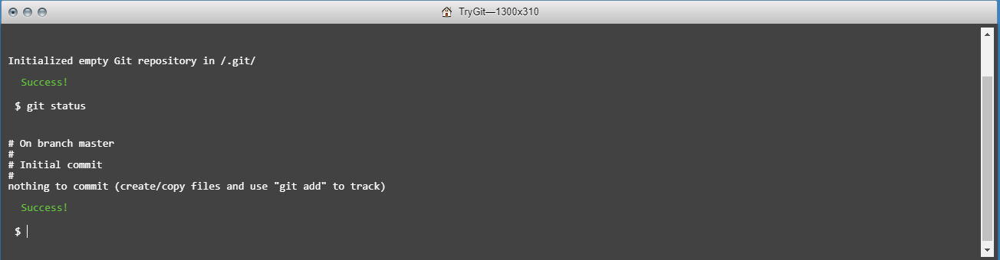 TryGit—1300x310
Initialized empty Git repository in /.git/
Success!
$ git status
# On branch master
#
# Initial commit
#
nothing to commit (create/copy files and use "git add" to track)
Success!
$